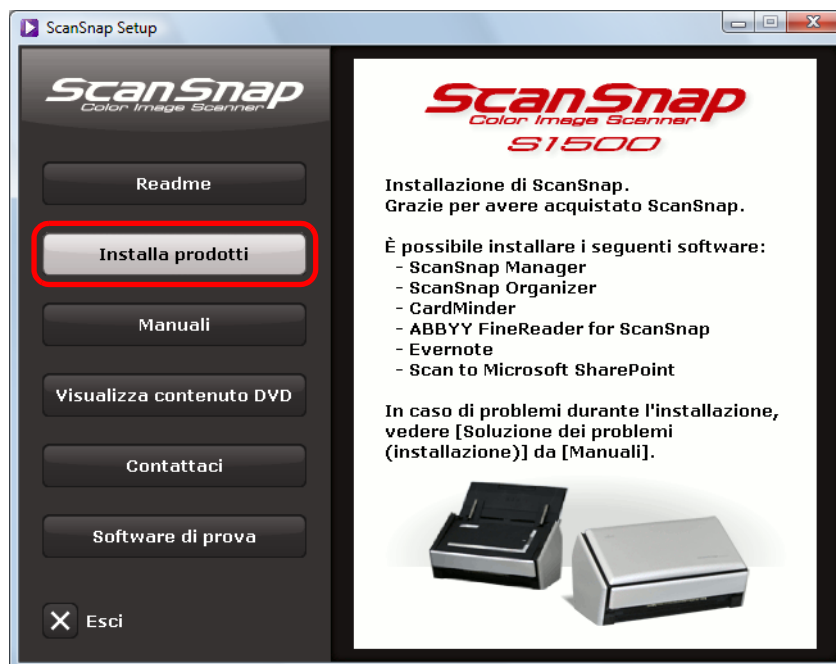 ScanSnap Setup
ScanSnap
Color Image Scanner
Readme
Installa prodotti
Manuali
Visualizza contenuto DVD
Contattaci
Software di prova
Esci
ScanSnap
Color Image Scanner
S1500
Installazione di ScanSnap.
Grazie per avere acquistato ScanSnap.
È possibile installare i seguenti software:
- ScanSnap Manager
- ScanSnap Organizer
- CardMinder
- ABBYY FineReader for ScanSnap
- Evernote
- Scan to Microsoft SharePoint
In caso di problemi durante l'installazione,
vedere [Soluzione dei problemi
(installazione)] da [Manuali].